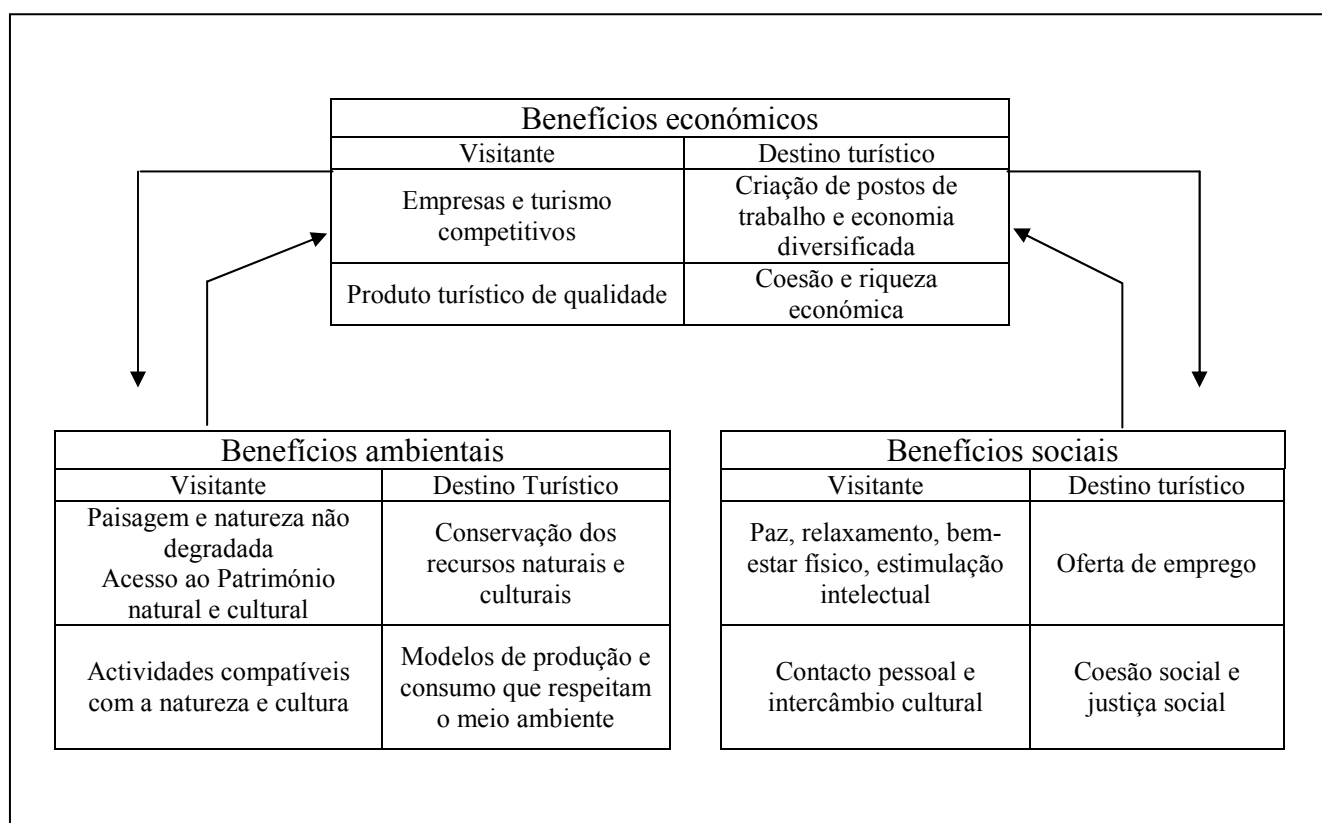 Benefícios económicos
Visitante
Destino turístico
Empresas e turismo
competitivos
Criação de postos de
trabalho e economia
diversificada
Produto turístico de qualidade
Coesão e riqueza
económica
Benefícios ambientais
Visitante
Destino Turístico
Paisagem e natureza não
degradada
Acesso ao Património
natural e cultural
Conservação dos
recursos naturais e
culturais
Actividades compatíveis
com a natureza e cultura
Modelos de produção e
consumo que respeitam
o meio ambiente
Benefícios sociais
Visitante
Destino turístico
Paz, relaxamento, bem-
estar físico, estimulação
intelectual
Oferta de emprego
Contacto pessoal e
intercâmbio cultural
Coesão social e
justiça social